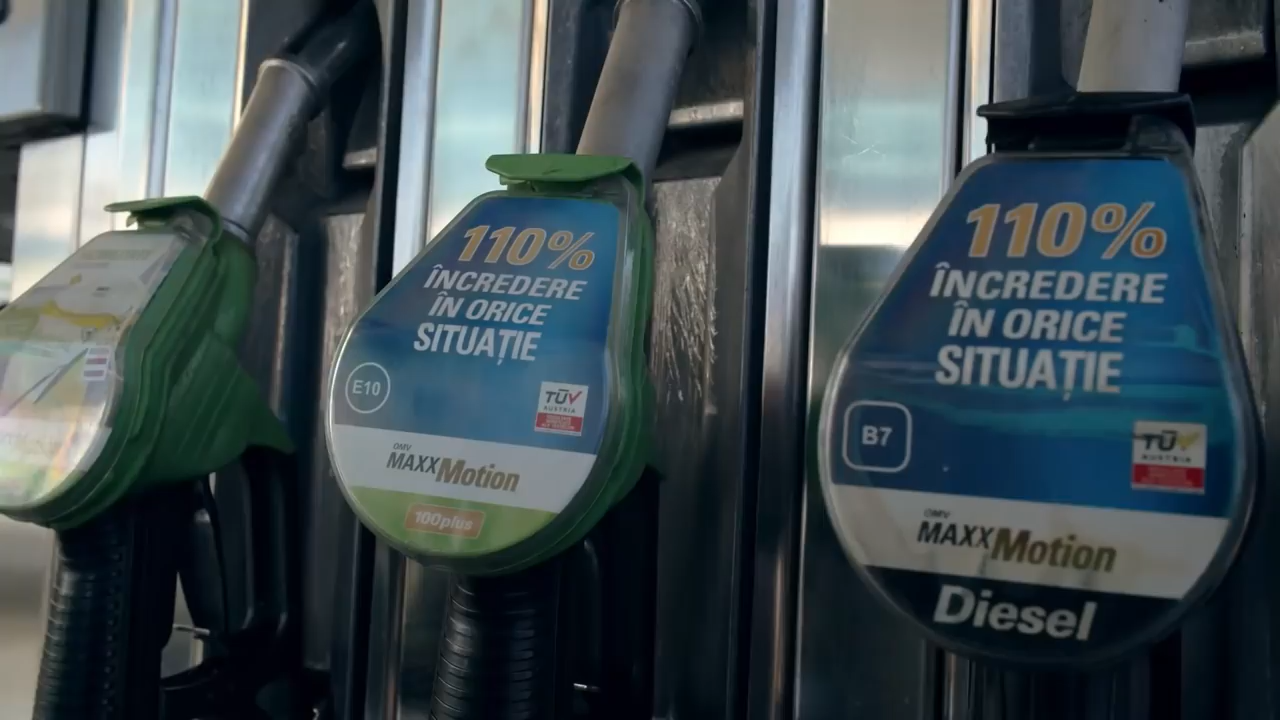 110%
ÎNCREDERE
ÎN ORICE
SITUAȚIE
E10
TÜV
AUSTRIA
OMV
MAXXMotion
100plus
110%
ÎNCREDERE
ÎN ORICE
SITUAȚIE
B7
TÜV
AUSTRIA
OMV
MAXXMotion
Diesel